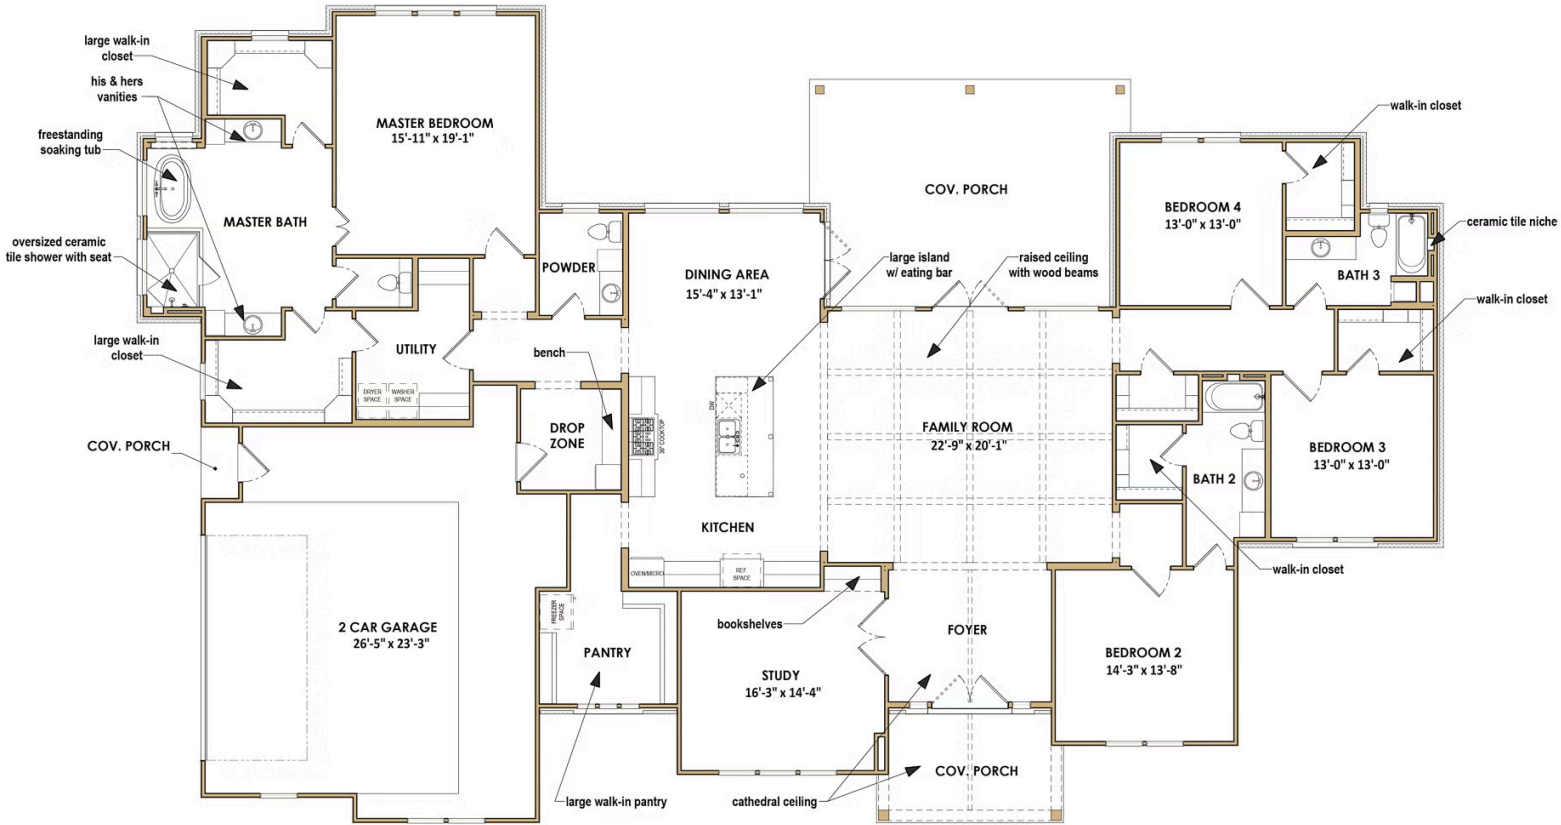 large walk-in
closet
his & hers
vanities
freestanding
soaking tub
oversized ceramic
tile shower with seat
large walk-in
closet
COV. PORCH
MASTER BEDROOM
15'-11" x 19'-1"
MASTER BATH
UTILITY
DRYER
SPACE
WASHER
SPACE
POWDER
bench
DROP
ZONE
DINING AREA
15'-4" x 13'-1"
COV. PORCH
large island
w/ eating bar
raised ceiling
with wood beams
DW
30" COOKTOP
KITCHEN
OVEN/MICRO
REF.
SPACE
FAMILY ROOM
22'-9" x 20'-1"
BEDROOM 4
13'-0" x 13'-0"
walk-in closet
ceramic tile niche
BATH 3
walk-in closet
BEDROOM 3
13'-0" x 13'-0"
BATH 2
walk-in closet
2 CAR GARAGE
26'-5" x 23'-3"
FREEZER
SPACE
PANTRY
large walk-in pantry
bookshelves
STUDY
16'-3" x 14'-4"
FOYER
cathedral ceiling
COV. PORCH
BEDROOM 2
14'-3" x 13'-8"